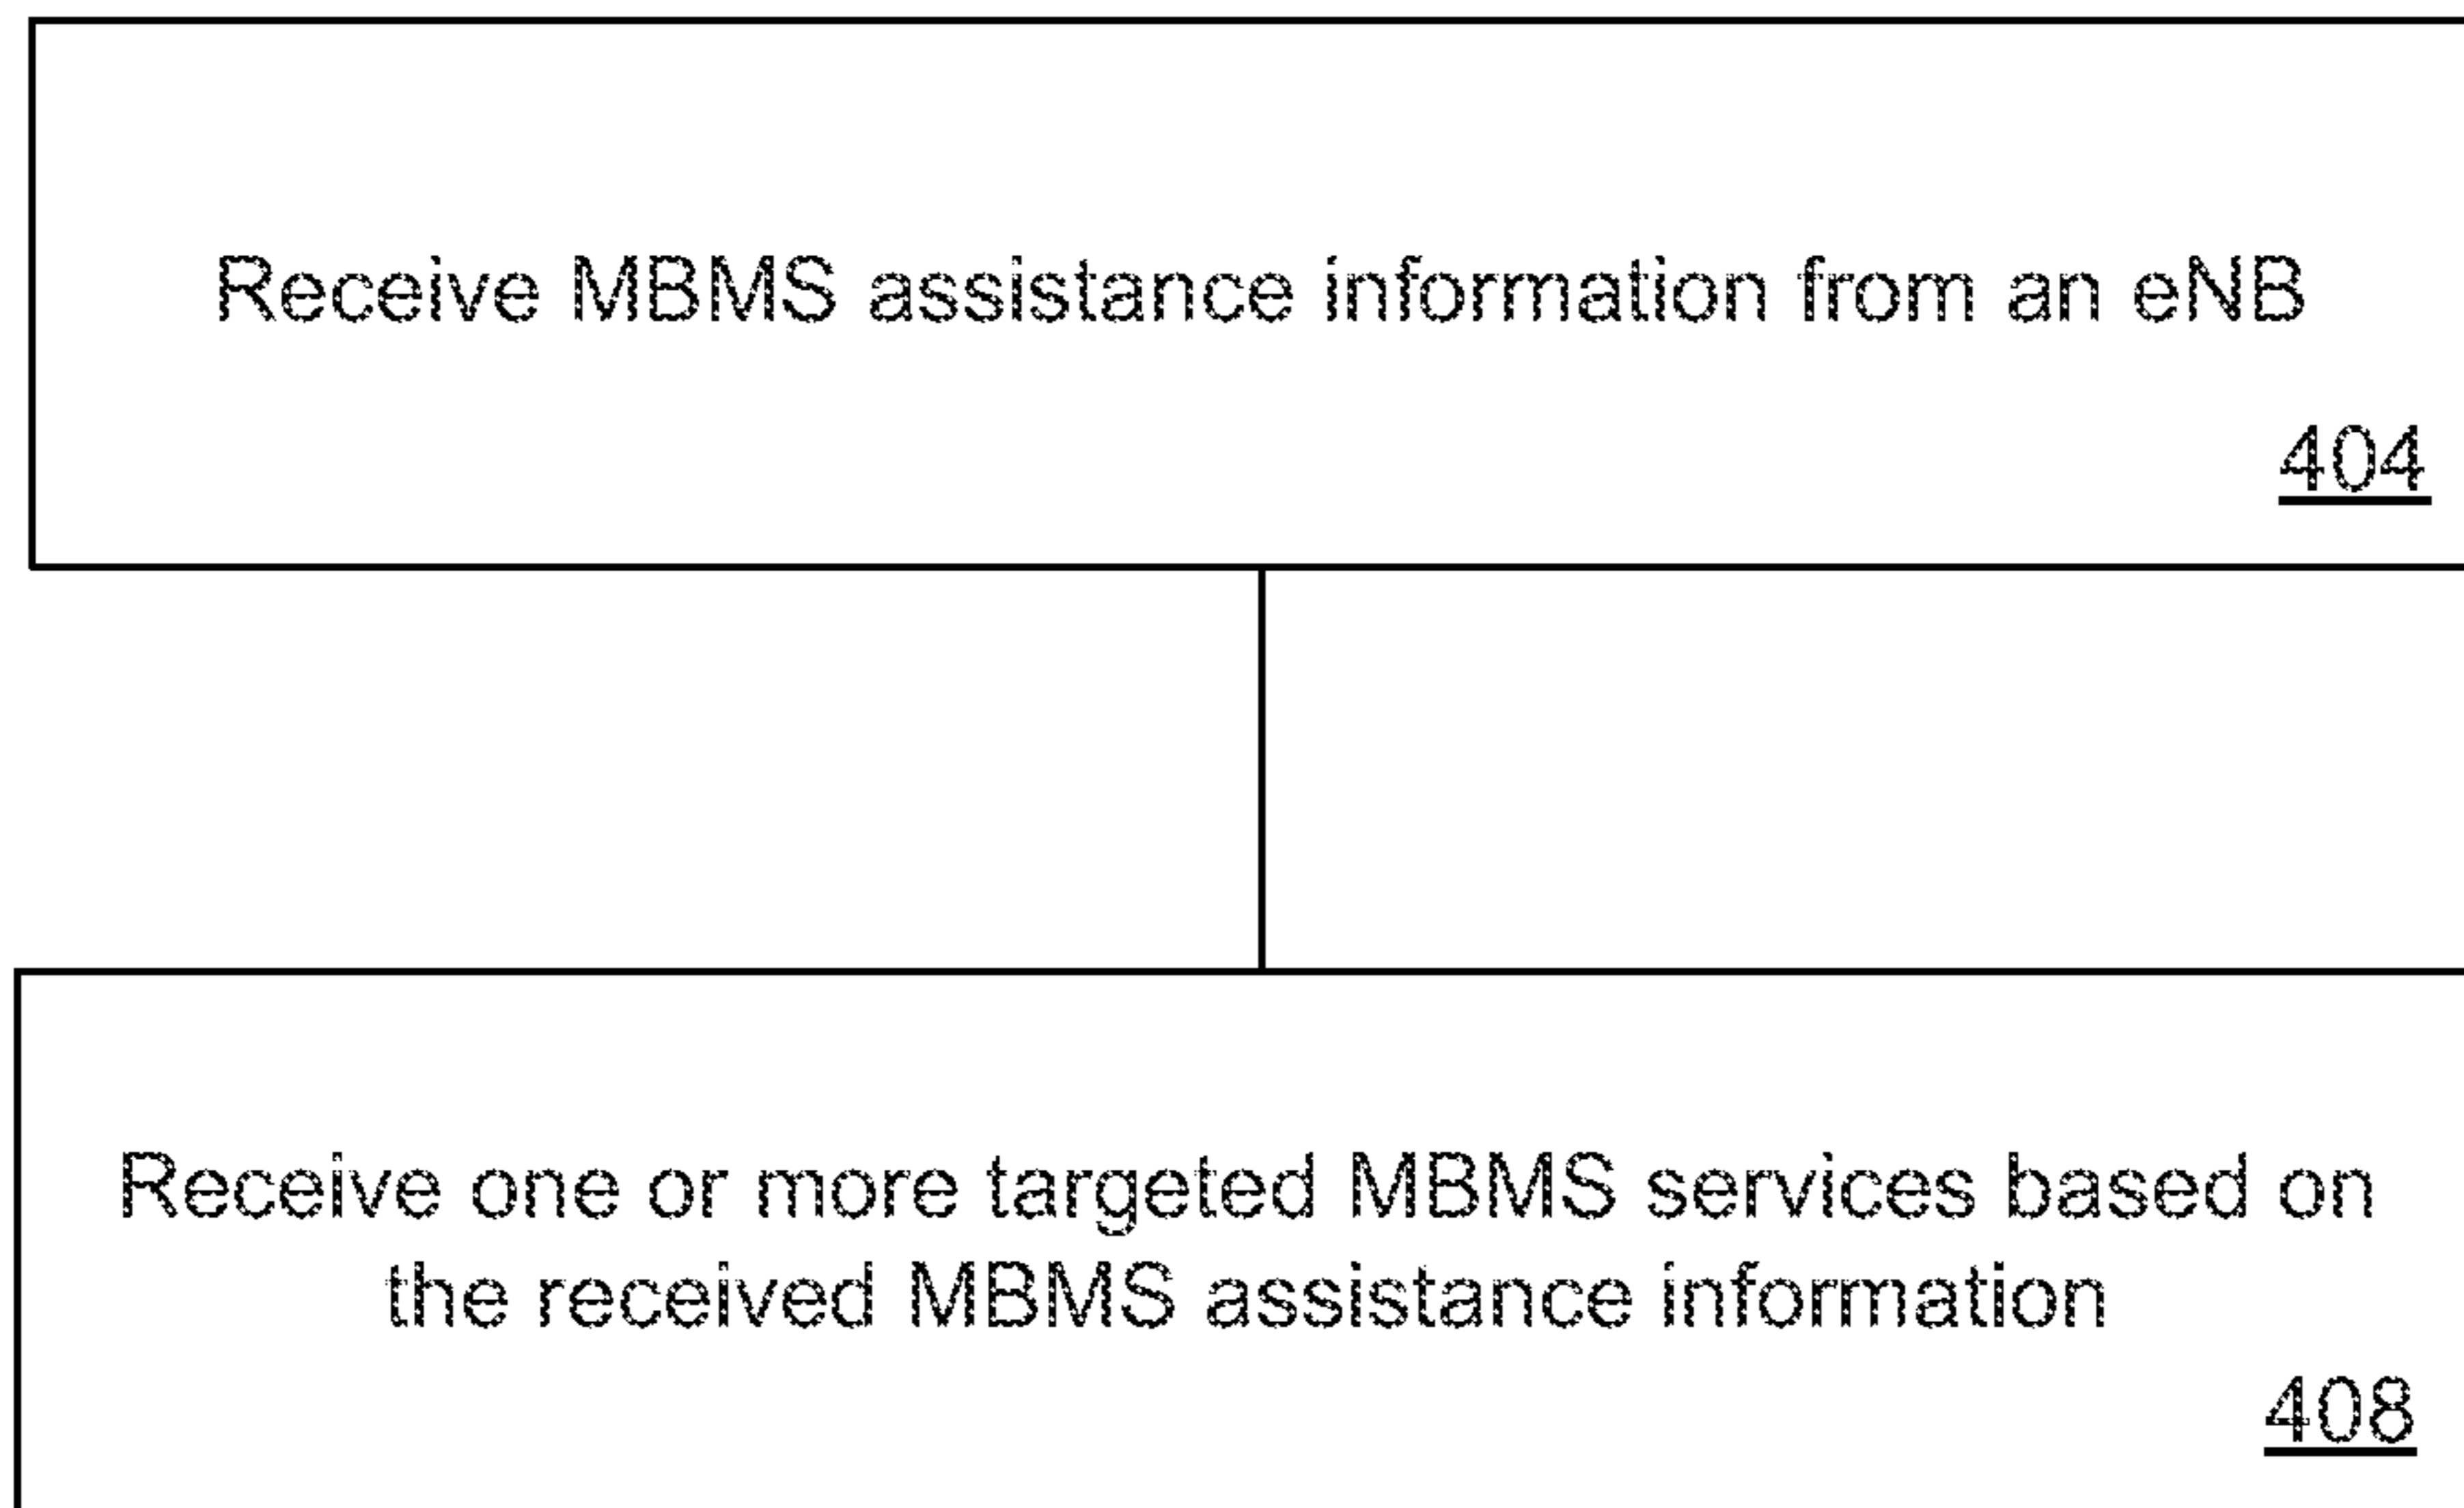 Receive MBMS assistance information from an eNB
404
Receive one or more targeted MBMS services based on
the received MBMS assistance information
408